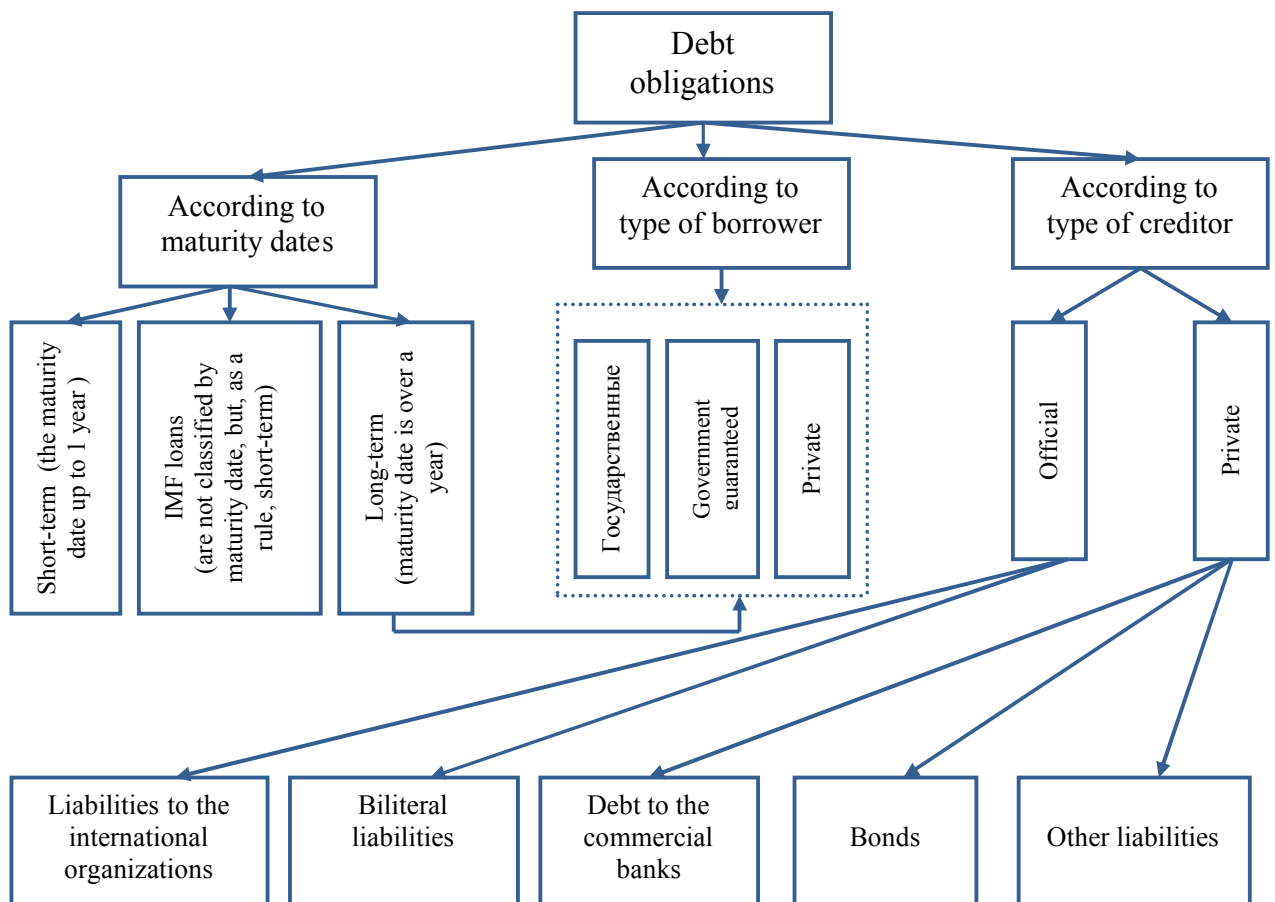 Debt
obligations
According to
maturity dates
According to
type of borrower
According to
type of creditor
Short-term (the maturity
date up to 1 year )
IMF loans
(are not classified by
maturity date, but, as a
rule, short-term)
Long-term
(maturity date is over a
year)
Государственные
Government
guaranteed
Private
Official
Private
Liabilities to the
international
organizations
Biliteral
liabilities
Debt to the
commercial
banks
Bonds
Other liabilities